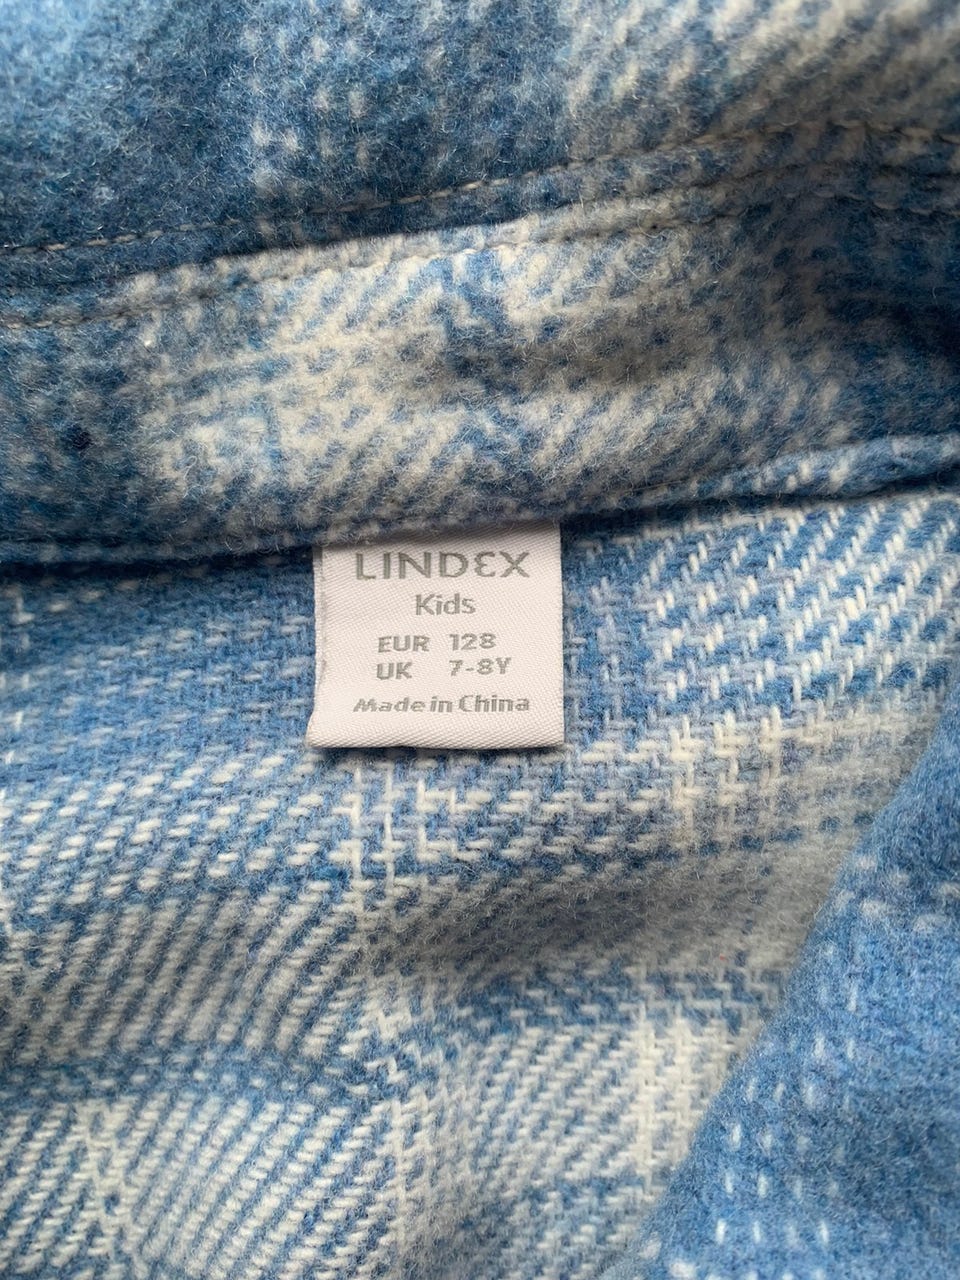 LINDEX
Kids
EUR 128
UK 7-8Y
Made in China